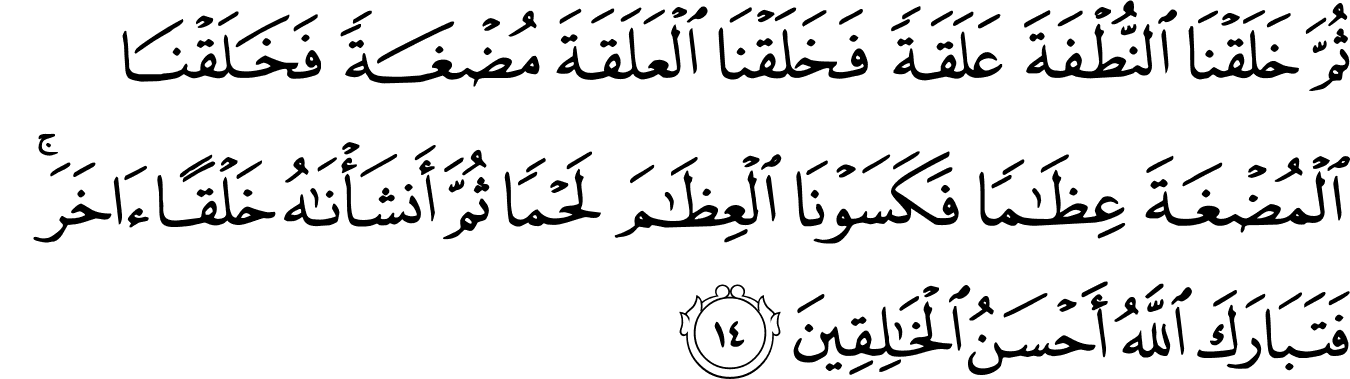 ثُمَّ خَلَقْنَا ٱلنُّطْفَةَ عَلَقَةً فَخَلَقْنَا ٱلْعَلَقَةَ مُضْغَةً فَخَلَقْنَا
ٱلْمُضْغَةَ عِظَـٰمًا فَكَسَوْنَا ٱلْعِظَـٰمَ لَحْمًا ثُمَّ أَنشَأْنَـٰهُ خَلْقًا ءَاخَرَ ۚ
فَتَبَارَكَ ٱللَّهُ أَحْسَنُ ٱلْخَـٰلِقِينَ ١٤